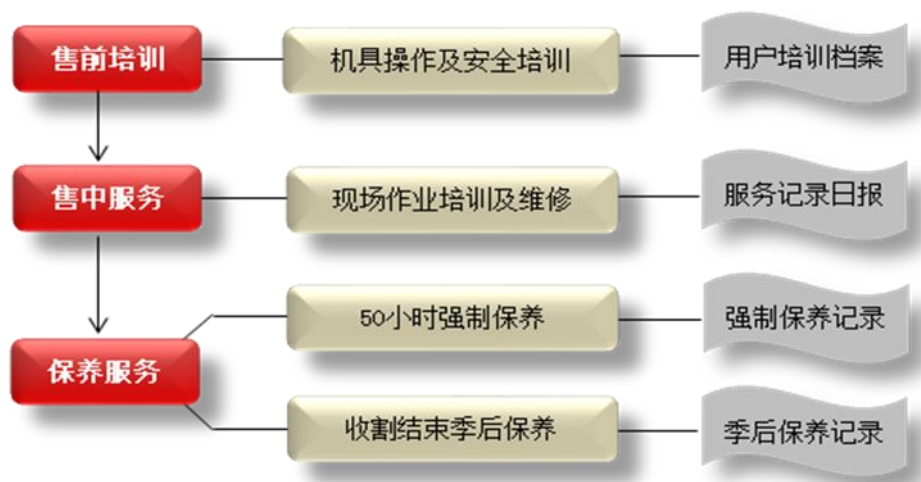 售前培训
机具操作及安全培训
用户培训档案
售中服务
现场作业培训及维修
服务记录日报
50小时强制保养
强制保养记录
保养服务
收割结束季后保养
季后保养记录